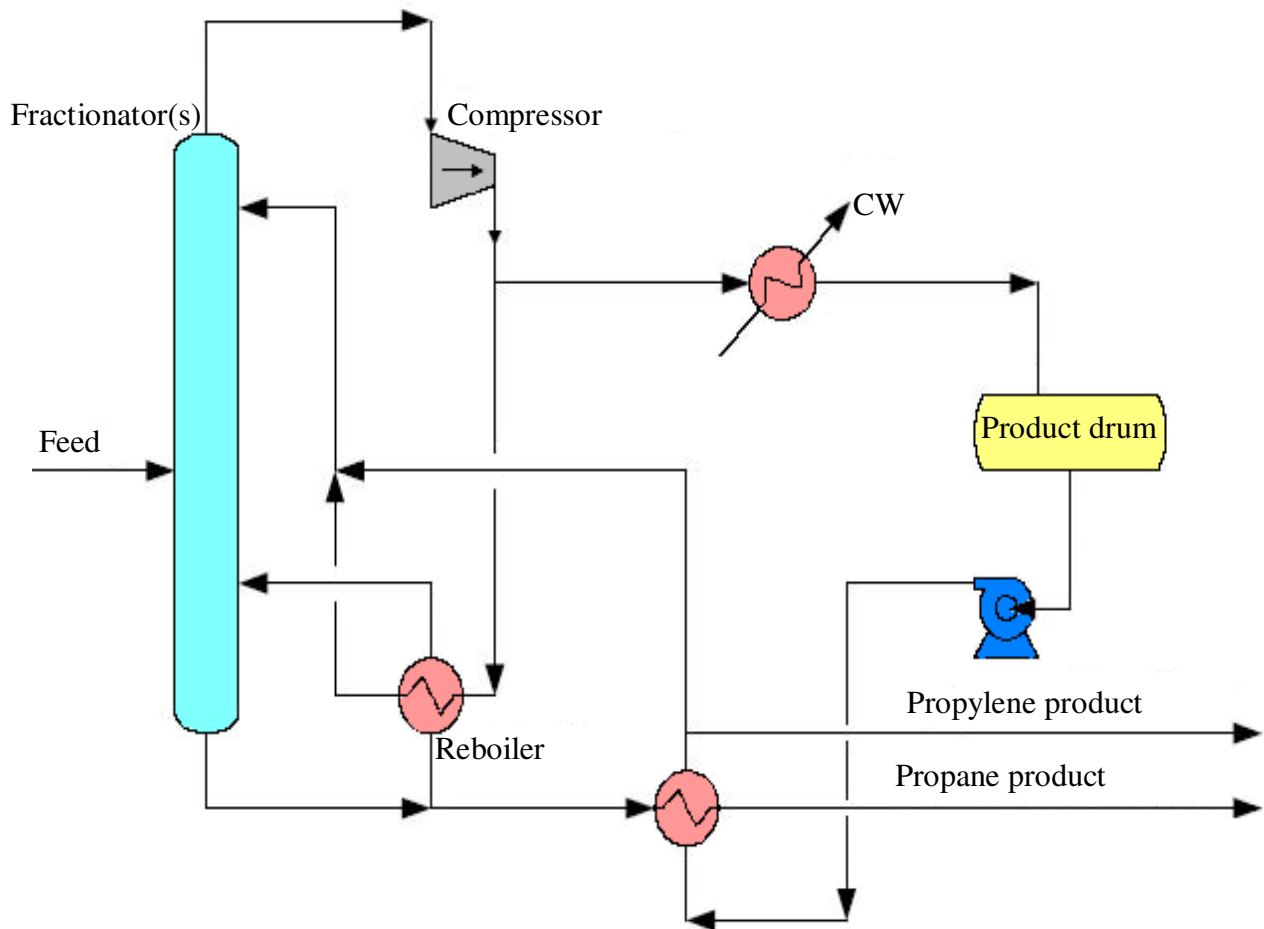 Fractionator(s)
Compressor
CW
Feed
Product drum
Propylene product
Reboiler
Propane product